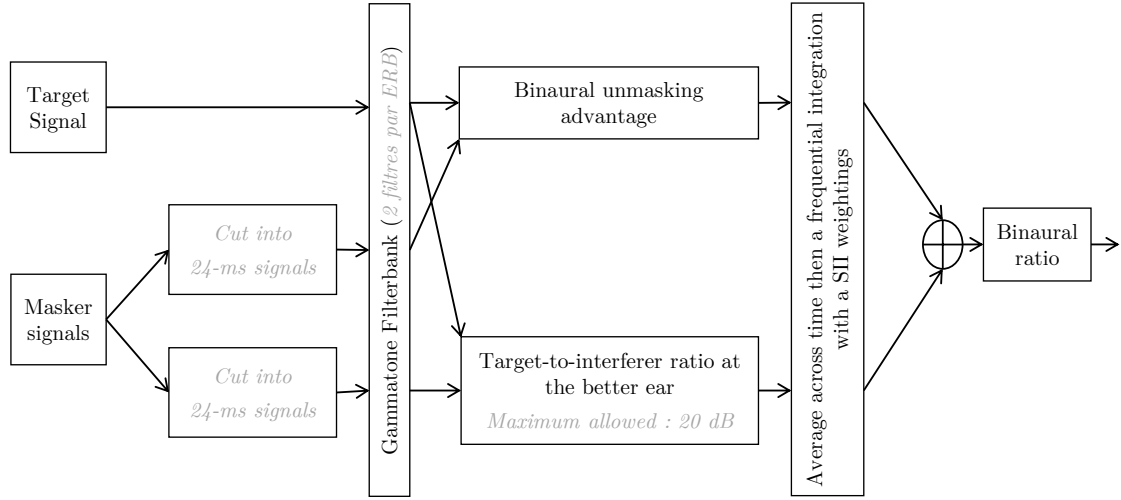 Target
Signal
Masker
signals
Cut into
24-ms signals
Cut into
24-ms signals
Gammatone Filterbank (2 filtres par ERB)
Binaural unmasking
advantage
Target-to-interferer ratio at
the better ear
Maximum allowed : 20 dB
Average across time then a frequential integration
with a SII weightings
Binaural
ratio